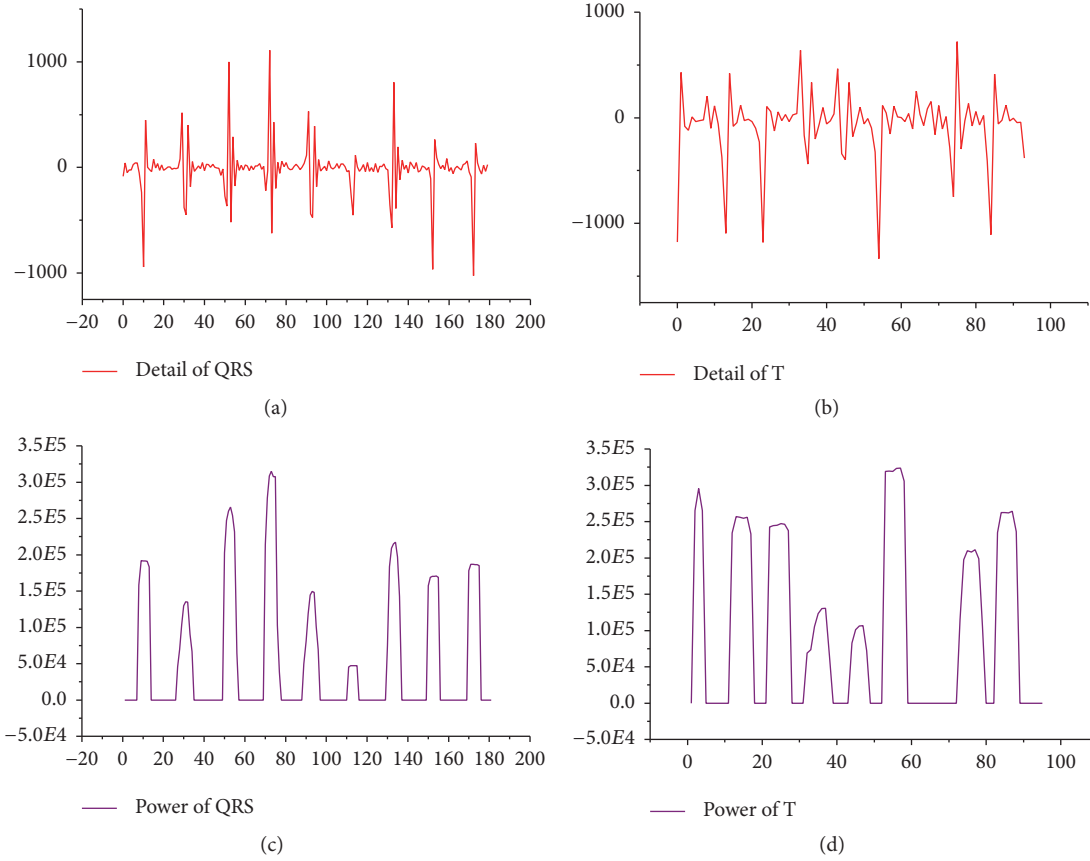 1000
0
−1000
−20 0 20 40 60 80 100 120 140 160 180 200
Detail of QRS
(a)
1000
0
−1000
0 20 40 60 80 100
Detail of T
(b)
3.5E5
3.0E5
2.5E5
2.0E5
1.5E5
1.0E5
5.0E4
0.0
−5.0E4
−20 0 20 40 60 80 100 120 140 160 180 200
Power of QRS
(c)
3.5E5
3.0E5
2.5E5
2.0E5
1.5E5
1.0E5
5.0E4
0.0
−5.0E4
0 20 40 60 80 100
Power of T
(d)